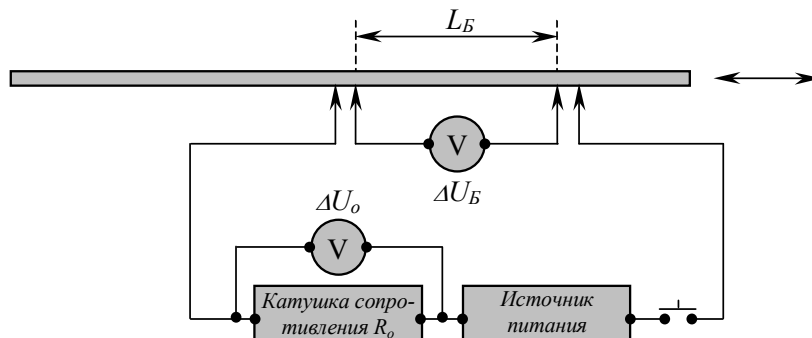 L_Б
V
ΔU_Б
ΔU_о
V
Катушка сопро-
тивления R_о
Источник
питания